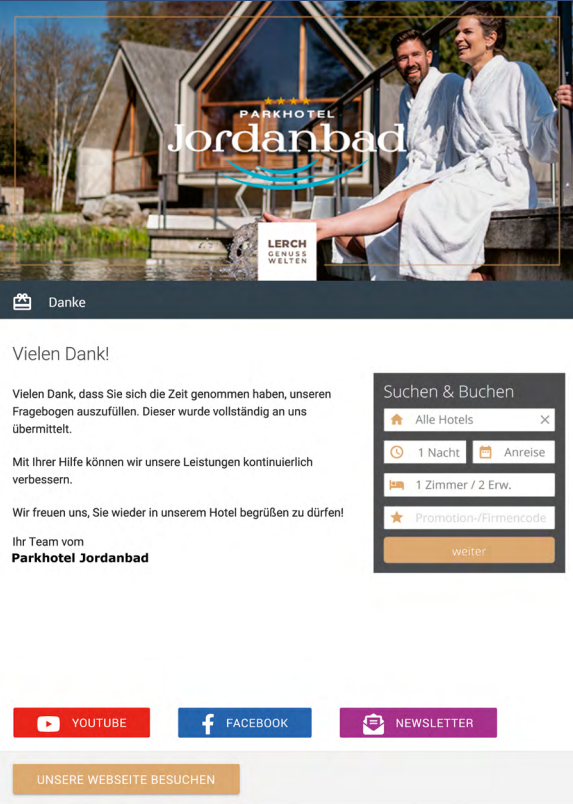 PARKHOTEL
Jordanbad
LERCH
GENUSS
WELTEN
Danke
Vielen Dank!
Vielen Dank, dass Sie sich die Zeit genommen haben, unseren
Fragebogen auszufüllen. Dieser wurde vollständig an uns
übermittelt.
Mit Ihrer Hilfe können wir unsere Leistungen kontinuierlich
verbessern.
Wir freuen uns, Sie wieder in unserem Hotel begrüßen zu dürfen!
Ihr Team vom
Parkhotel Jordanbad
Suchen & Buchen
Alle Hotels
1 Nacht Anreise
1 Zimmer / 2 Erw.
Promotion-/Firmencode
weiter
YOUTUBE FACEBOOK NEWSLETTER
UNSERE WEBSEITE BESUCHEN